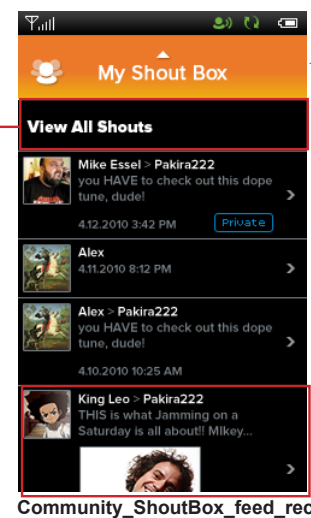 My Shout Box
View All Shouts
Mike Essel > Pakira222
you HAVE to check out this dope
tune, dude!
4.12.2010 3:42 PM Private
Alex
4.11.2010 8:12 PM
Alex > Pakira222
you HAVE to check out this dope
tune, dude!
4.10.2010 10:25 AM
King Leo > Pakira222
THIS is what Jamming on a
Saturday is all about!! MIkey...
Community_ShoutBox_feed_rec